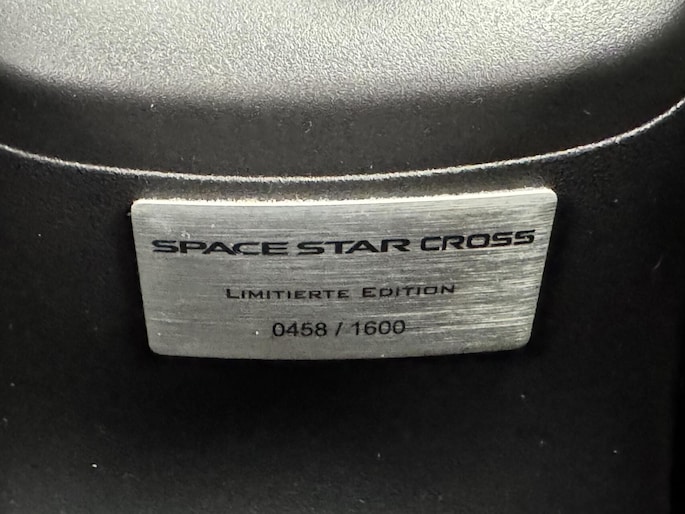 SPACE STAR CROSS
LIMITIERTE EDITION
0458 / 1600